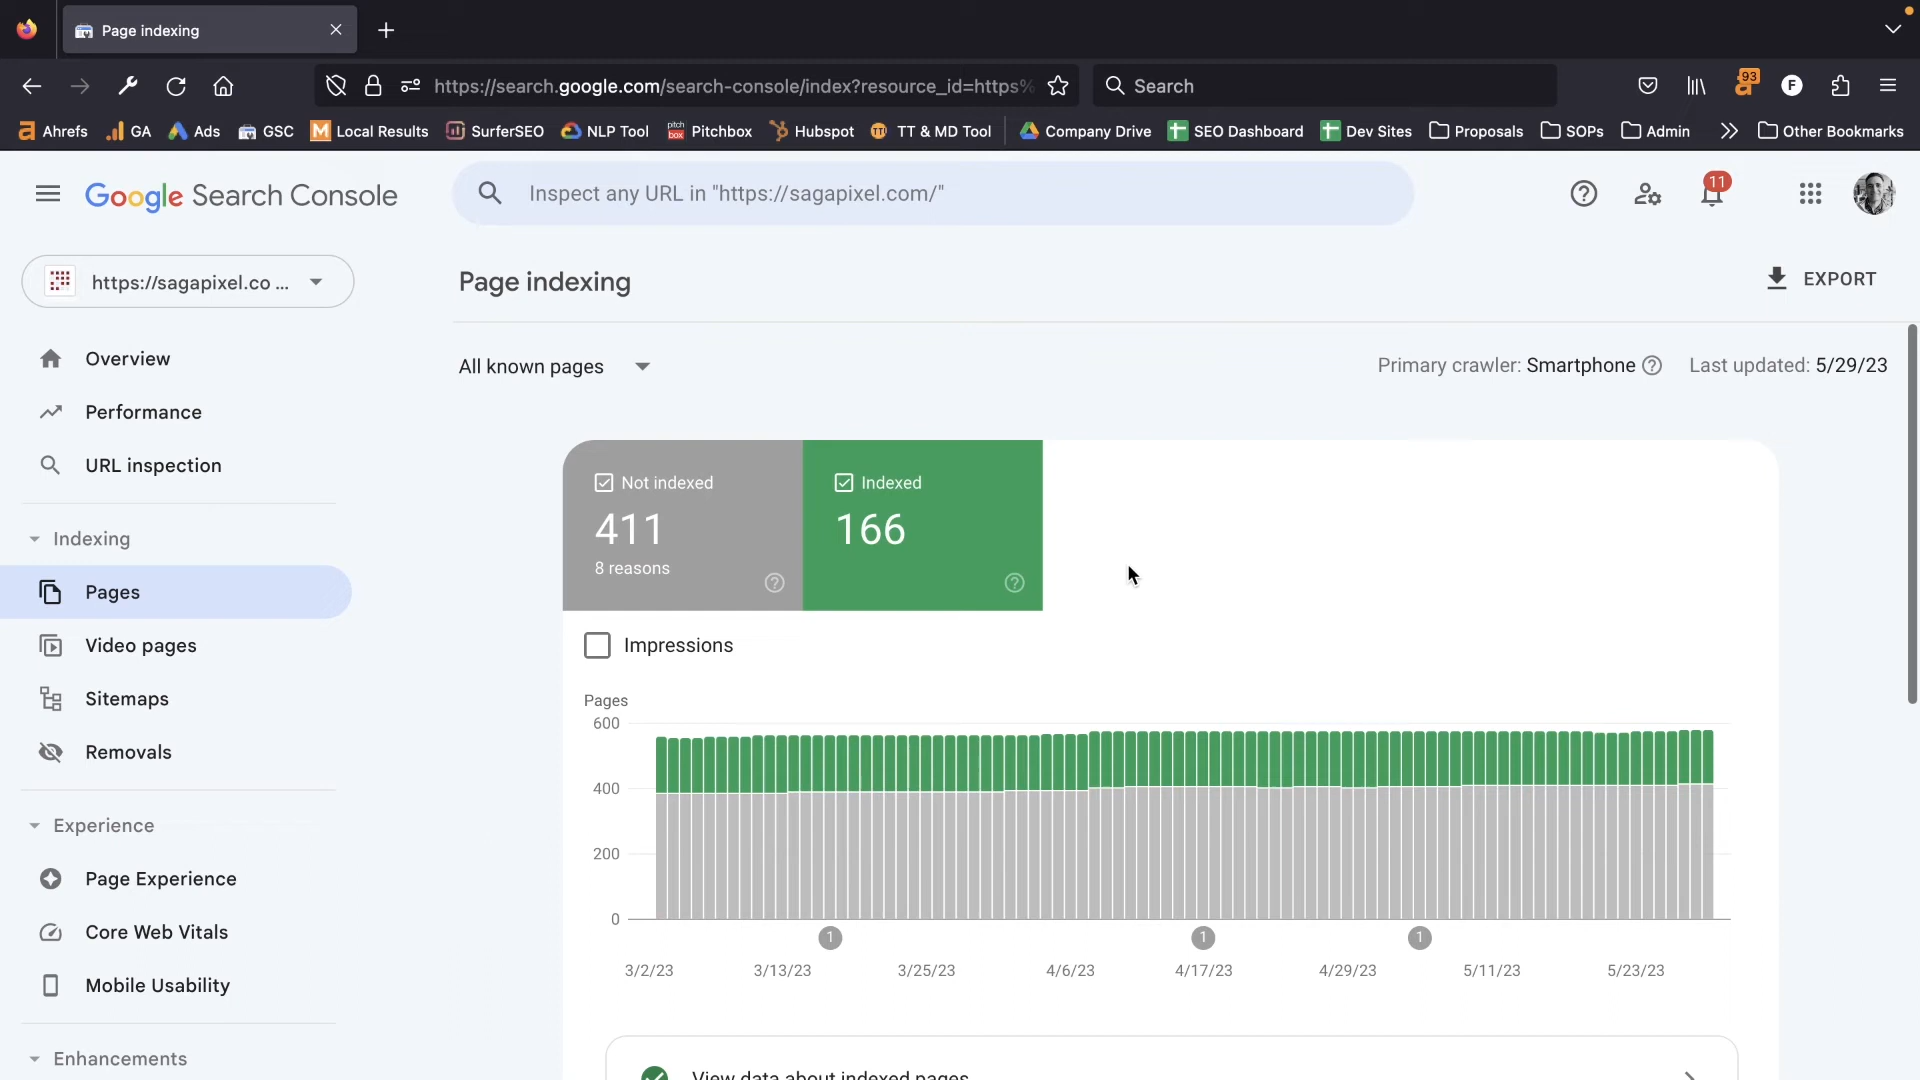 Page indexing
https://search.google.com/search-console/index?resource_id=https%
Search
93
F
Ahrefs
GA
Ads
GSC
M
Local Results
SurferSEO
NLP Tool
pitch box
Pitchbox
Hubspot
TT
TT & MD Tool
Company Drive
SEO Dashboard
Dev Sites
Proposals
SOPs
Admin
Other Bookmarks
Google Search Console
Inspect any URL in "https://sagapixel.com/"
11
https://sagapixel.co ...
Page indexing
EXPORT
Overview
Performance
URL inspection
Indexing
Pages
Video pages
Sitemaps
Removals
Experience
Page Experience
Core Web Vitals
Mobile Usability
Enhancements
All known pages
Primary crawler: Smartphone
Last updated: 5/29/23
Not indexed
411
8 reasons
Indexed
166
Impressions
Pages
600
400
200
0
1
1
1
3/2/23
3/13/23
3/25/23
4/6/23
4/17/23
4/29/23
5/11/23
5/23/23
View data about indexed pages